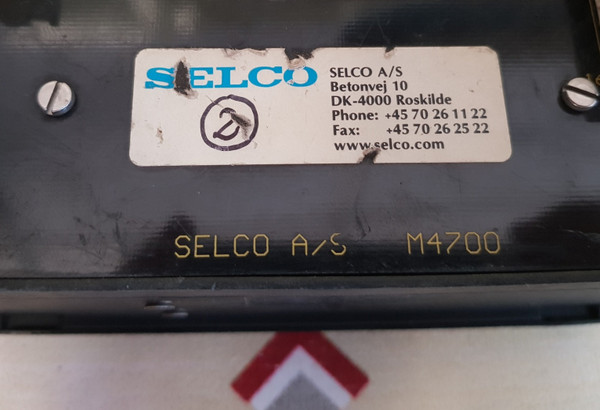 SELCO
SELCO A/S
Betonvej 10
DK-4000 Roskilde
Phone: +45 70 26 11 22
Fax: +45 70 26 25 22
www.selco.com
2
SELCO A/S M4700